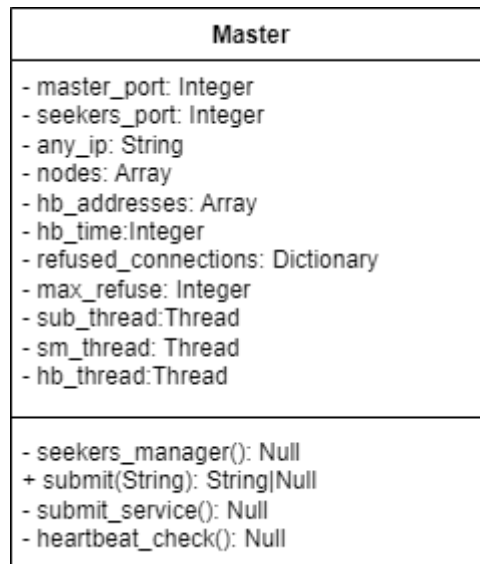 Master
- master_port: Integer
- seekers_port: Integer
- any_ip: String
- nodes: Array
- hb_addresses: Array
- hb_time:Integer
- refused_connections: Dictionary
- max_refuse: Integer
- sub_thread:Thread
- sm_thread: Thread
- hb_thread:Thread
- seekers_manager(): Null
+ submit(String): String|Null
- submit_service(): Null
- heartbeat_check(): Null